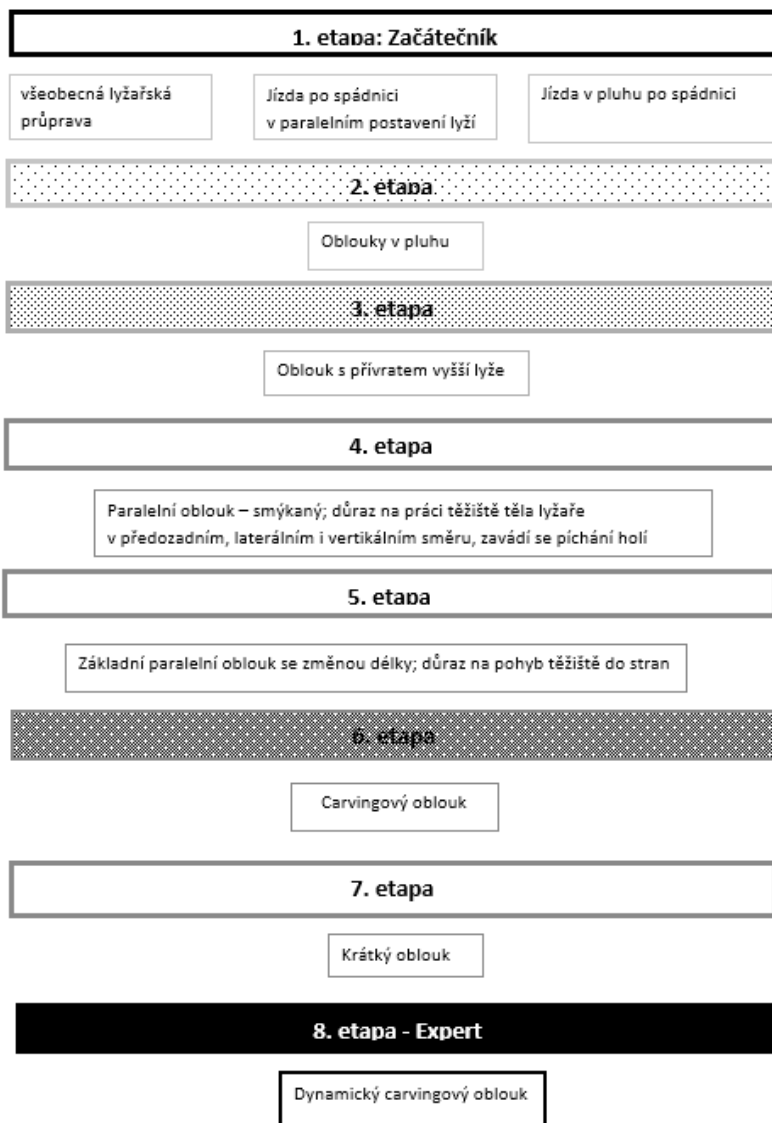 1. etapa: Začátečník
všeobecná lyžařská
průprava
Jízda po spádnici
v paralelním postavení lyží
Jízda v pluhu po spádnici
2. etapa
Oblouky v pluhu
3. etapa
Oblouk s přívratem vyšší lyže
4. etapa
Paralelní oblouk – smýkaný; důraz na práci těžiště těla lyžaře
v předozadním, laterálním i vertikálním směru, zavádí se píchání holí
5. etapa
Základní paralelní oblouk se změnou délky; důraz na pohyb těžiště do stran
6. etapa
Carvingový oblouk
7. etapa
Krátký oblouk
8. etapa - Expert
Dynamický carvingový oblouk